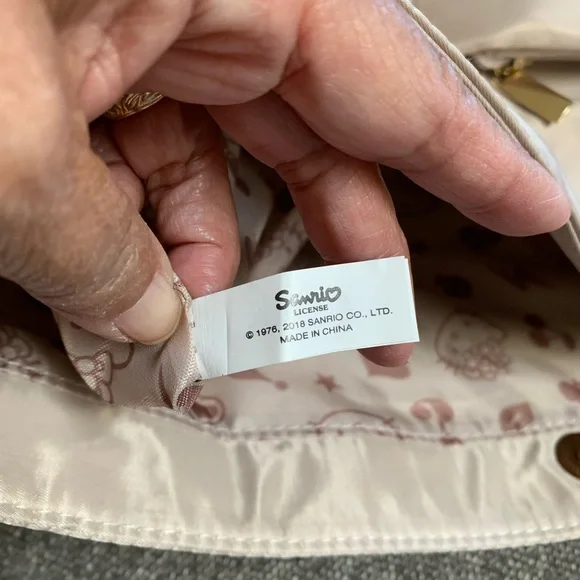 Sanrio
LICENSE
© 1976, 2018 SANRIO CO., LTD.
MADE IN CHINA